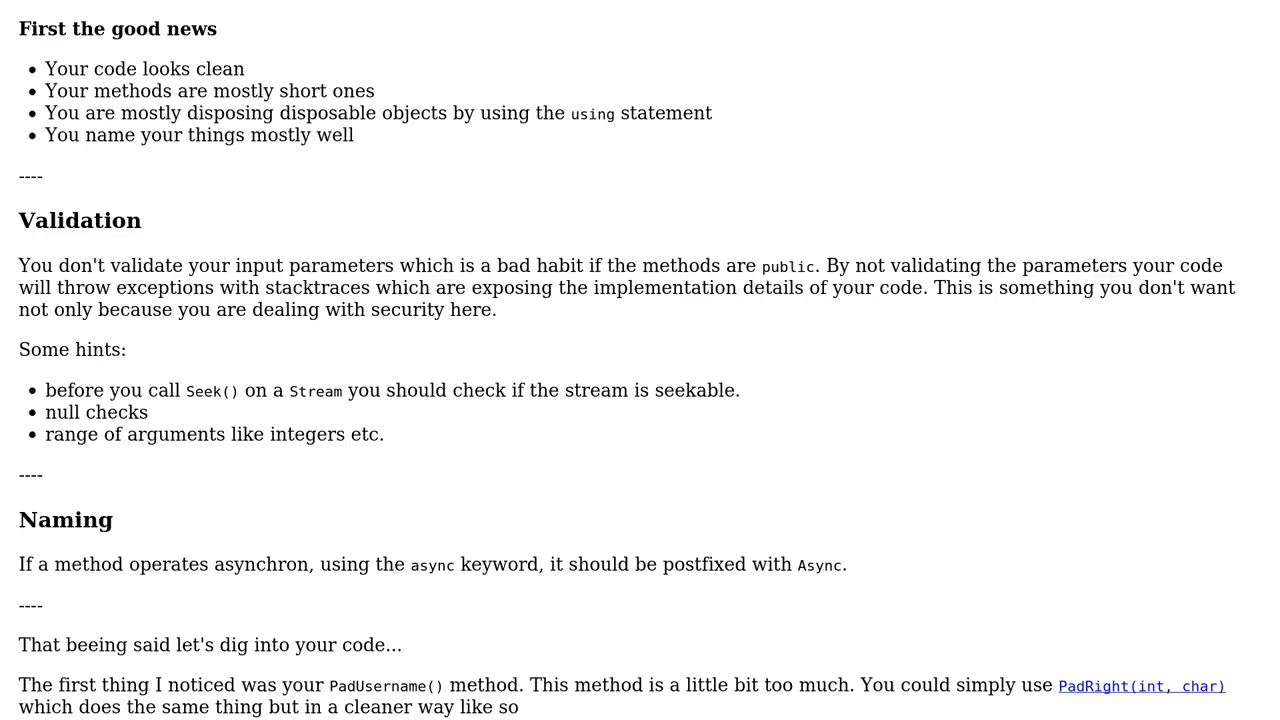 First the good news
• Your code looks clean
• Your methods are mostly short ones
• You are mostly disposing disposable objects by using the using statement
• You name your things mostly well
----
Validation
You don't validate your input parameters which is a bad habit if the methods are public. By not validating the parameters your code
will throw exceptions with stacktraces which are exposing the implementation details of your code. This is something you don't want
not only because you are dealing with security here.
Some hints:
• before you call Seek() on a Stream you should check if the stream is seekable.
• null checks
• range of arguments like integers etc.
----
Naming
If a method operates asynchron, using the async keyword, it should be postfixed with Async.
----
That beeing said let's dig into your code...
The first thing I noticed was your PadUsername() method. This method is a little bit too much. You could simply use PadRight(int, char)
which does the same thing but in a cleaner way like so